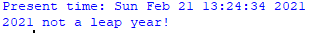 Present time: Sun Feb 21 13:24:34 2021
2021 not a leap year!